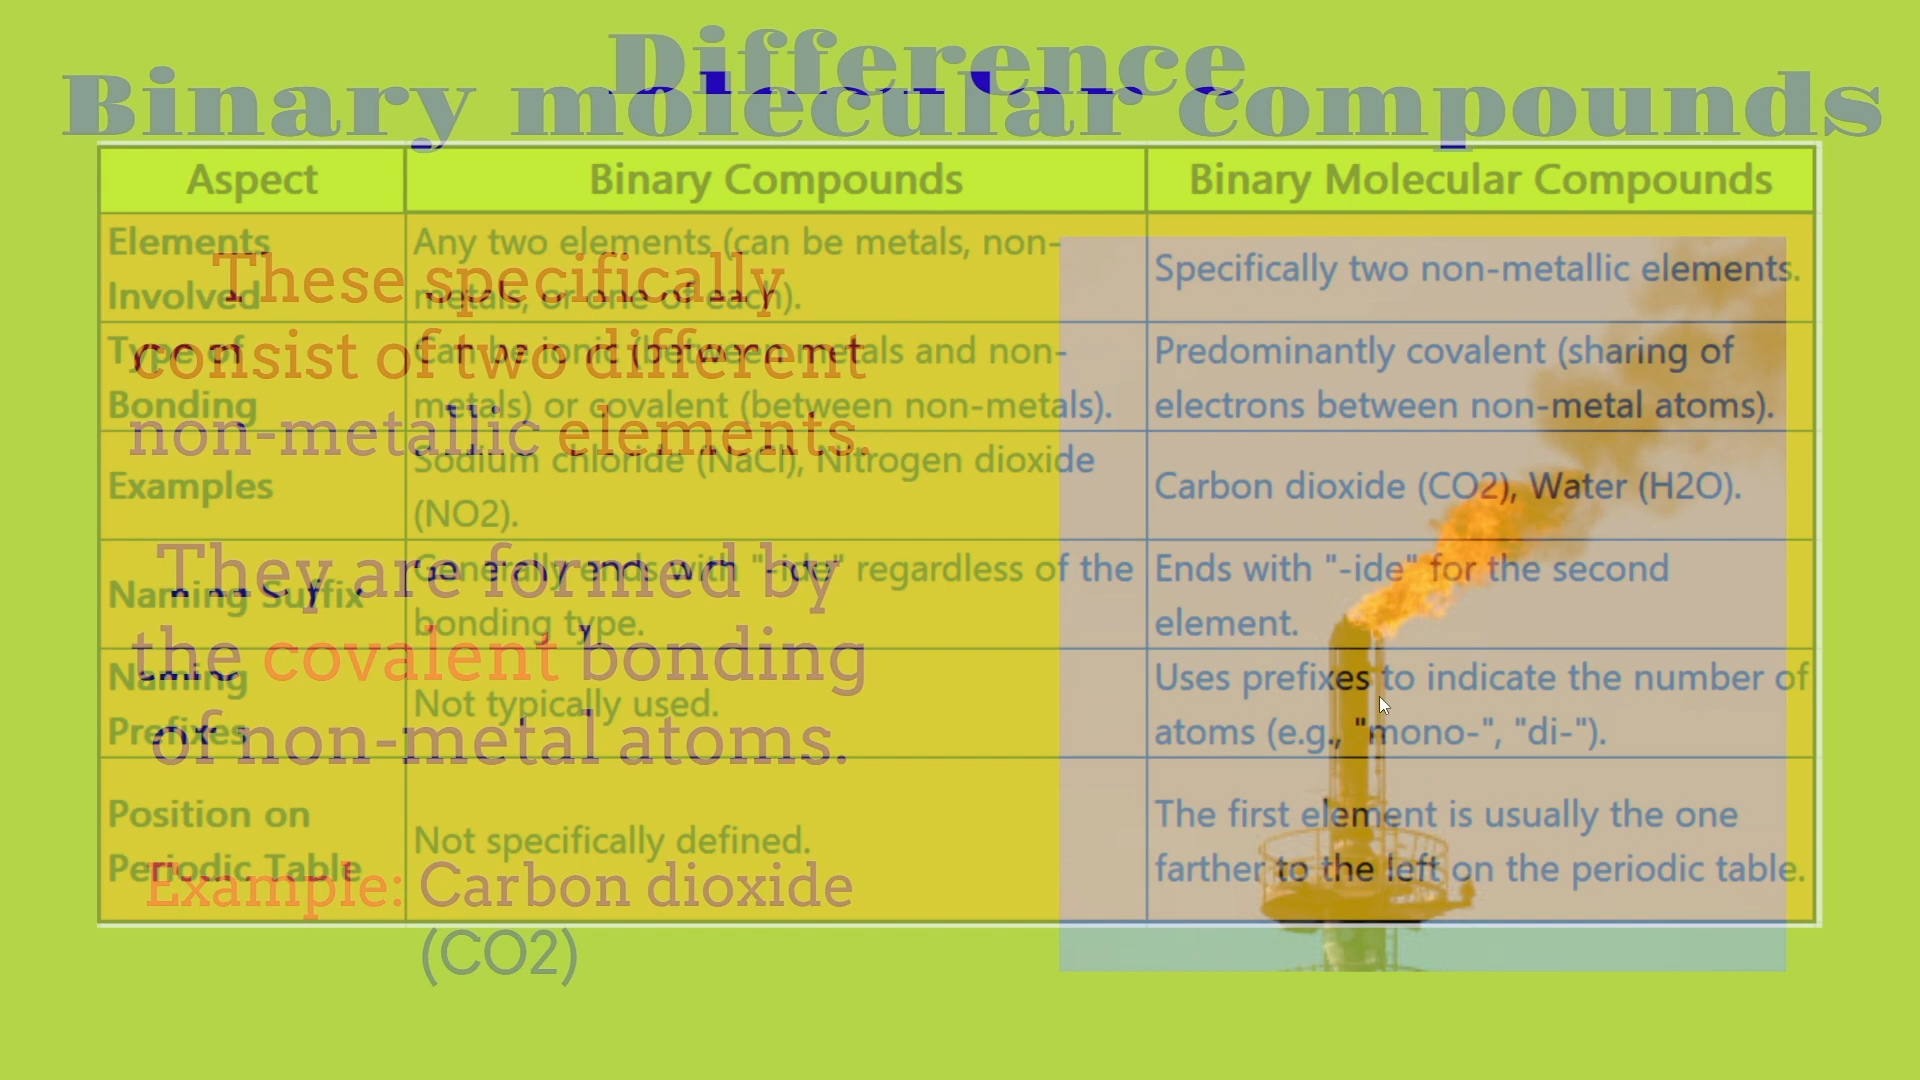 Difference
Binary molecular compounds
Aspect
Binary Compounds
Binary Molecular Compounds
Elements
Involved
Any two elements (can be metals, non-
metals, or one of each).
Specifically two non-metallic elements.
Type of
Bonding
Can be ionic (between metals and non-
metals) or covalent (between non-metals).
Predominantly covalent (sharing of
electrons between non-metal atoms).
Examples
Sodium chloride (NaCl), Nitrogen dioxide
(NO2).
Carbon dioxide (CO2), Water (H2O).
Naming Suffix
Generally ends with "-ide" regardless of the
bonding type.
Ends with "-ide" for the second
element.
Naming
Prefixes
Not typically used.
Uses prefixes to indicate the number of
atoms (e.g., "mono-", "di-").
Position on
Periodic Table
Not specifically defined.
The first element is usually the one
farther to the left on the periodic table.
These specifically
consist of two different
non-metallic elements.
They are formed by
the covalent bonding
of non-metal atoms.
Example: Carbon dioxide
(CO2)